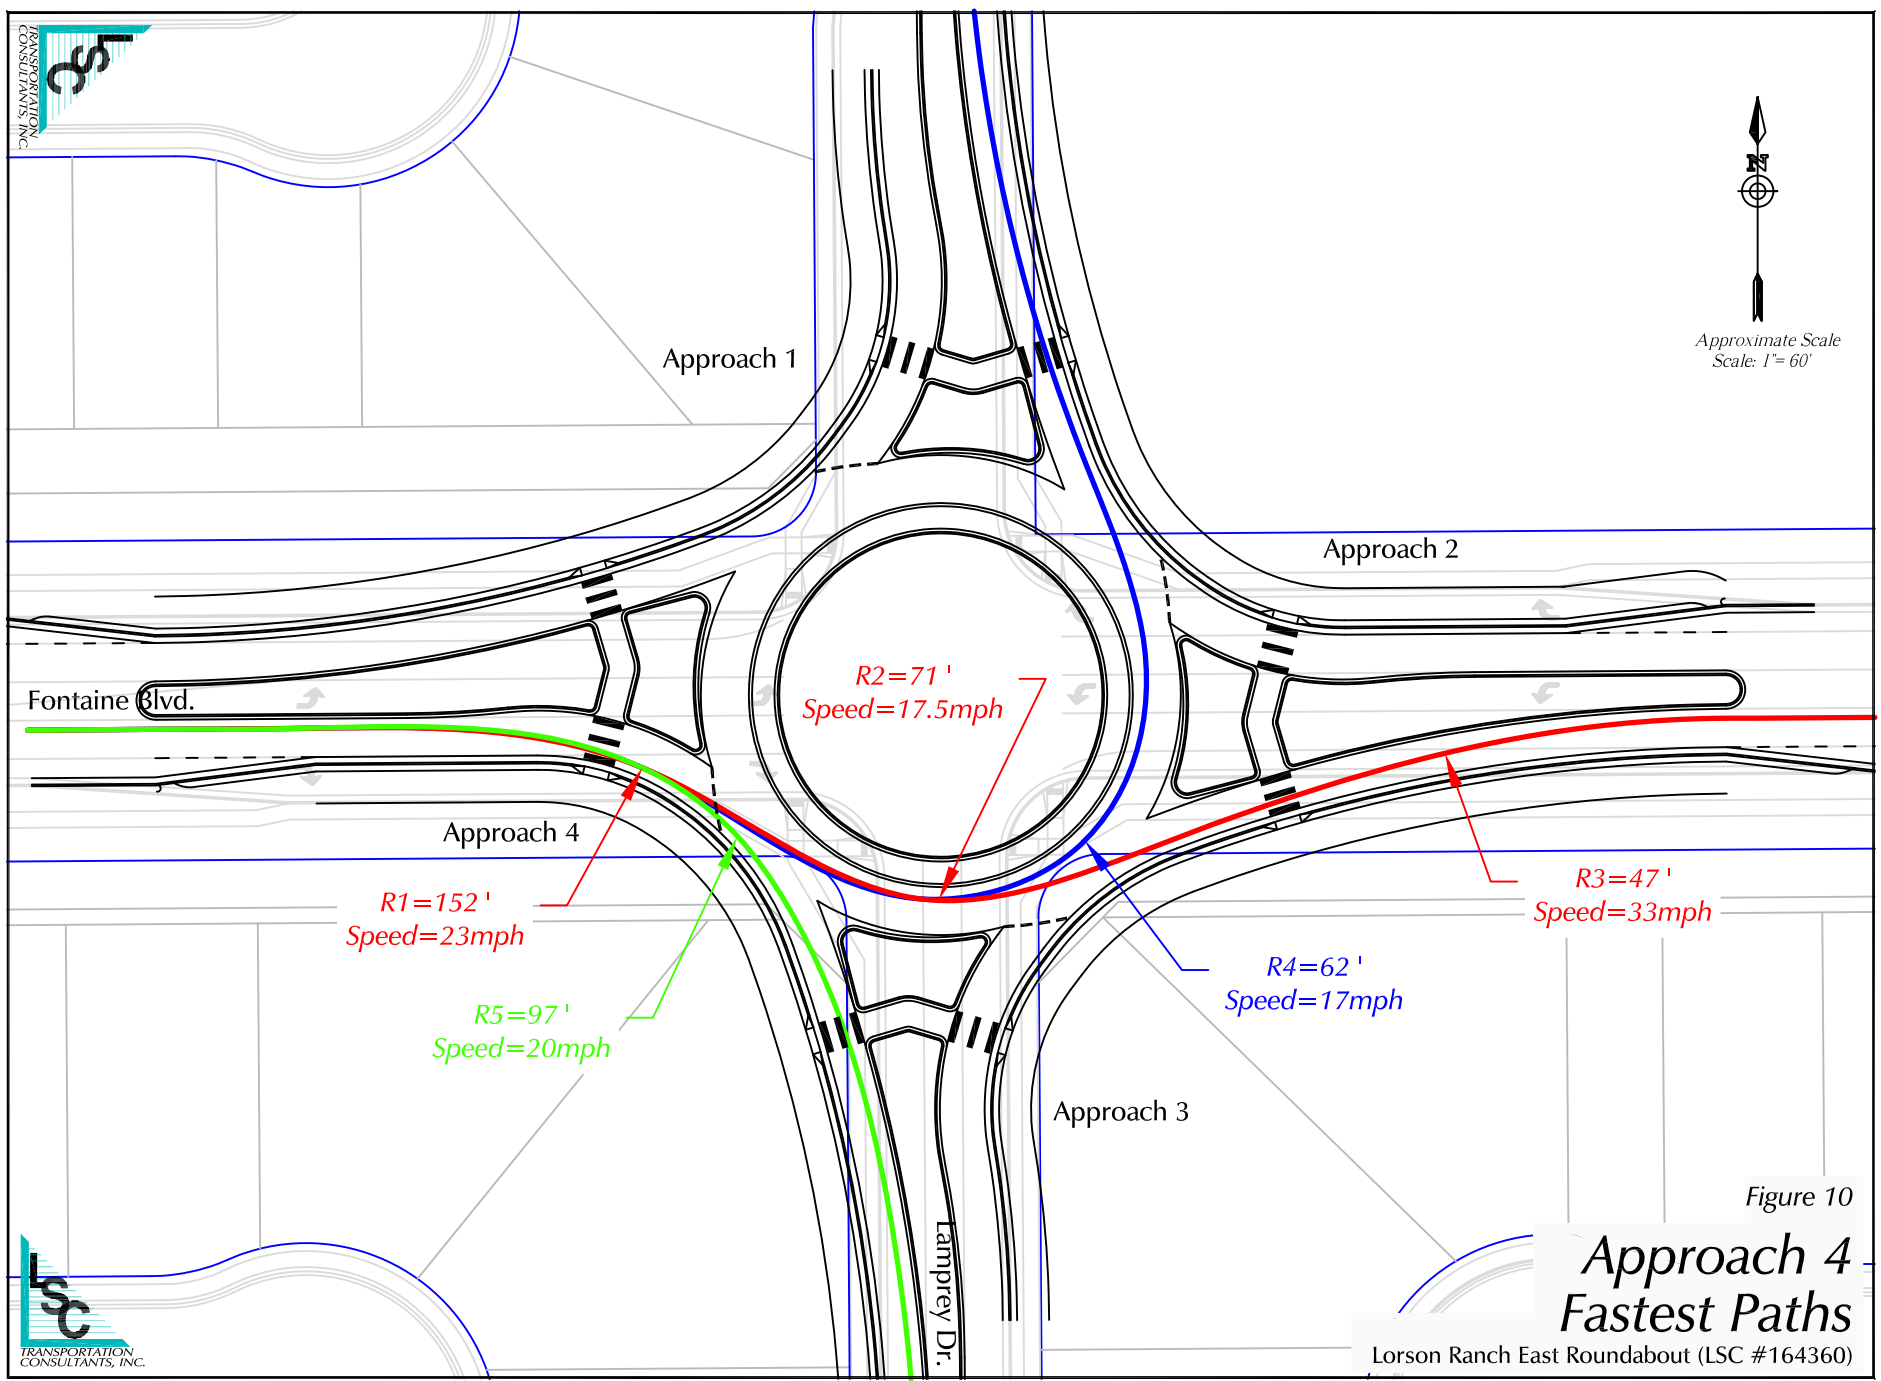 LSC
TRANSPORTATION
CONSULTANTS, INC.
N
Approximate Scale
Scale: 1"= 60'
Approach 1
Approach 2
R2=71 '
Speed=17.5mph
Fontaine Blvd.
Approach 4
R1=152 '
Speed=23mph
R3=47 '
Speed=33mph
R4=62 '
Speed=17mph
R5=97 '
Speed=20mph
Approach 3
Lamprey Dr.
Figure 10
Approach 4
Fastest Paths
Lorson Ranch East Roundabout (LSC #164360)
LSC
TRANSPORTATION
CONSULTANTS, INC.